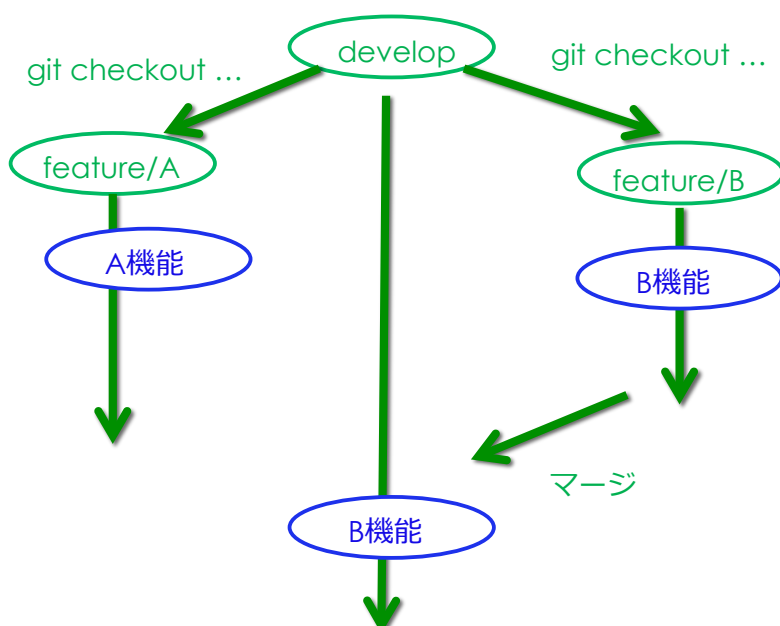 develop
git checkout …
git checkout …
feature/A
feature/B
A機能
B機能
マージ
B機能